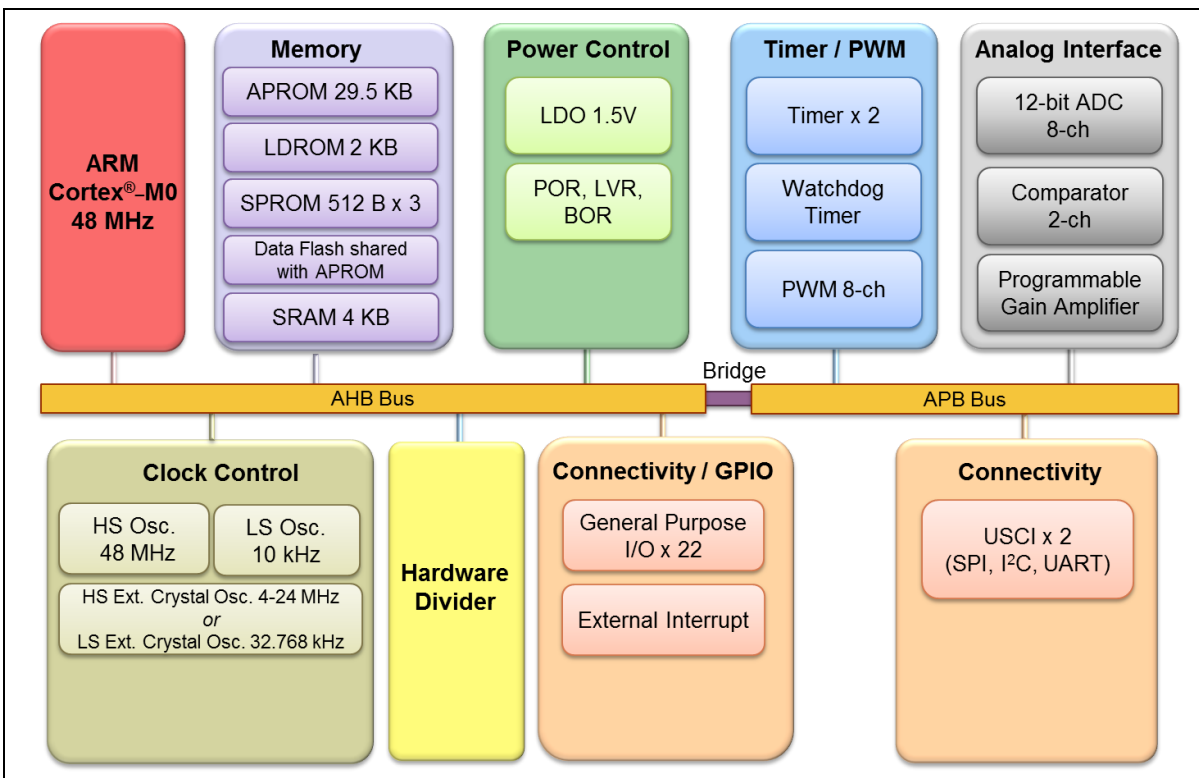 ARM
Cortex®-M0
48 MHz
Memory
APROM 29.5 KB
LDROM 2 KB
SPROM 512 B x 3
Data Flash shared
with APROM
SRAM 4 KB
Power Control
LDO 1.5V
POR, LVR,
BOR
Timer / PWM
Timer x 2
Watchdog
Timer
PWM 8-ch
Analog Interface
12-bit ADC
8-ch
Comparator
2-ch
Programmable
Gain Amplifier
AHB Bus
Bridge
APB Bus
Clock Control
HS Osc.
48 MHz
LS Osc.
10 kHz
HS Ext. Crystal Osc. 4-24 MHz
or
LS Ext. Crystal Osc. 32.768 kHz
Hardware
Divider
Connectivity / GPIO
General Purpose
I/O x 22
External Interrupt
Connectivity
USCI x 2
(SPI, I²C, UART)